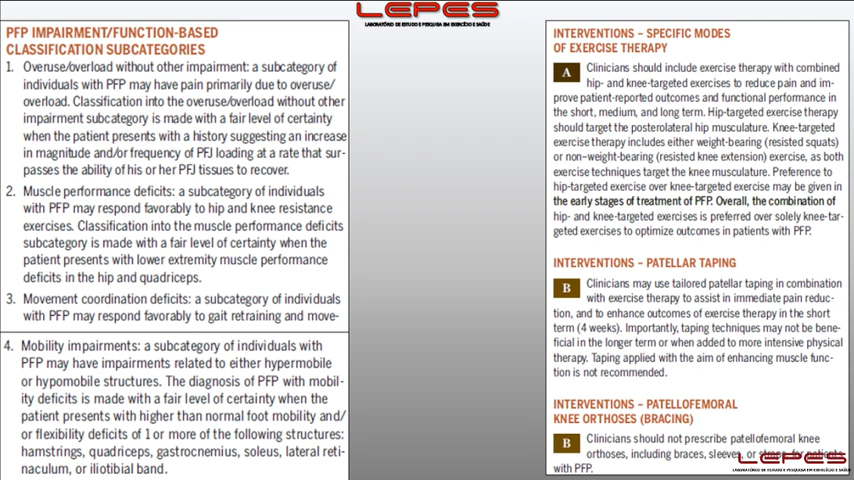 LEPES
LABORATÓRIO DE ESTUDO E PESQUISA EM EXERCÍCIO E SAÚDE
PFP IMPAIRMENT/FUNCTION-BASED
CLASSIFICATION SUBCATEGORIES
1. Overuse/overload without other impairment: a subcategory of
individuals with PFP may have pain primarily due to overuse/
overload. Classification into the overuse/overload without other
impairment subcategory is made with a fair level of certainty
when the patient presents with a history suggesting an increase
in magnitude and/or frequency of PFJ loading at a rate that sur-
passes the ability of his or her PFJ tissues to recover.
2. Muscle performance deficits: a subcategory of individuals
with PFP may respond favorably to hip and knee resistance
exercises. Classification into the muscle performance deficits
subcategory is made with a fair level of certainty when the
patient presents with lower extremity muscle performance
deficits in the hip and quadriceps.
3. Movement coordination deficits: a subcategory of individuals
with PFP may respond favorably to gait retraining and move-
4. Mobility impairments: a subcategory of individuals with
PFP may have impairments related to either hypermobile
or hypomobile structures. The diagnosis of PFP with mobil-
ity deficits is made with a fair level of certainty when the
patient presents with higher than normal foot mobility and/
or flexibility deficits of 1 or more of the following structures:
hamstrings, quadriceps, gastrocnemius, soleus, lateral reti-
naculum, or iliotibial band.
INTERVENTIONS – SPECIFIC MODES
OF EXERCISE THERAPY
A Clinicians should include exercise therapy with combined
hip- and knee-targeted exercises to reduce pain and im-
prove patient-reported outcomes and functional performance in
the short, medium, and long term. Hip-targeted exercise therapy
should target the posterolateral hip musculature. Knee-targeted
exercise therapy includes either weight-bearing (resisted squats)
or non–weight-bearing (resisted knee extension) exercise, as both
exercise techniques target the knee musculature. Preference to
hip-targeted exercise over knee-targeted exercise may be given in
the early stages of treatment of PFP. Overall, the combination of
hip- and knee-targeted exercises is preferred over solely knee-tar-
geted exercises to optimize outcomes in patients with PFP.
INTERVENTIONS – PATELLAR TAPING
B Clinicians may use tailored patellar taping in combination
with exercise therapy to assist in immediate pain reduc-
tion, and to enhance outcomes of exercise therapy in the short
term (4 weeks). Importantly, taping techniques may not be bene-
ficial in the longer term or when added to more intensive physical
therapy. Taping applied with the aim of enhancing muscle func-
tion is not recommended.
INTERVENTIONS – PATELLOFEMORAL
KNEE ORTHOSES (BRACING)
B Clinicians should not prescribe patellofemoral knee
orthoses, including braces, sleeves, or straps, for patients
with PFP.
LEPES
LABORATÓRIO DE ESTUDO E PESQUISA EM EXERCÍCIO E SAÚDE